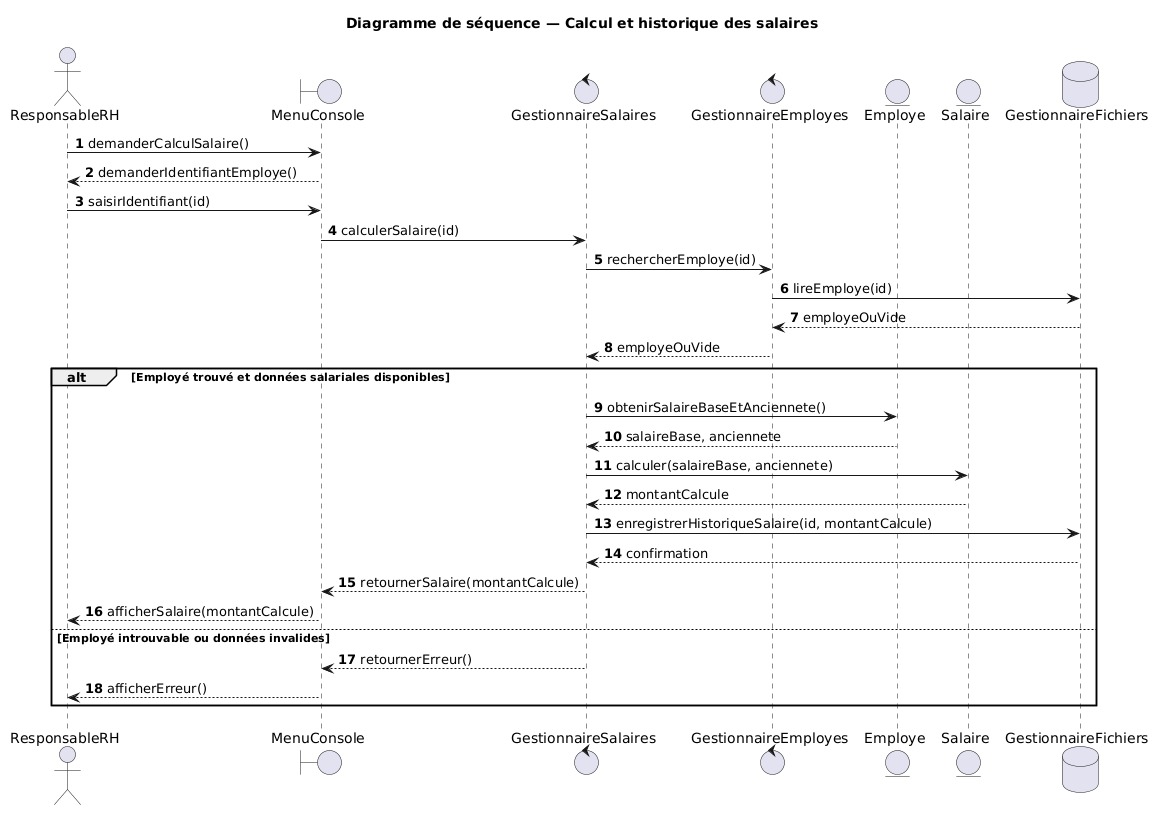 Diagramme de séquence — Calcul et historique des salaires
ResponsableRH MenuConsole GestionnaireSalaires GestionnaireEmployes Employe Salaire GestionnaireFichiers
1 demanderCalculSalaire()
2 demanderIdentifiantEmploye()
3 saisirIdentifiant(id)
4 calculerSalaire(id)
5 rechercherEmploye(id)
6 lireEmploye(id)
7 employeOuVide
8 employeOuVide
alt [Employé trouvé et données salariales disponibles]
9 obtenirSalaireBaseEtAnciennete()
10 salaireBase, anciennete
11 calculer(salaireBase, anciennete)
12 montantCalcule
13 enregistrerHistoriqueSalaire(id, montantCalcule)
14 confirmation
15 retournerSalaire(montantCalcule)
16 afficherSalaire(montantCalcule)
[Employé introuvable ou données invalides]
17 retournerErreur()
18 afficherErreur()
ResponsableRH MenuConsole GestionnaireSalaires GestionnaireEmployes Employe Salaire GestionnaireFichiers